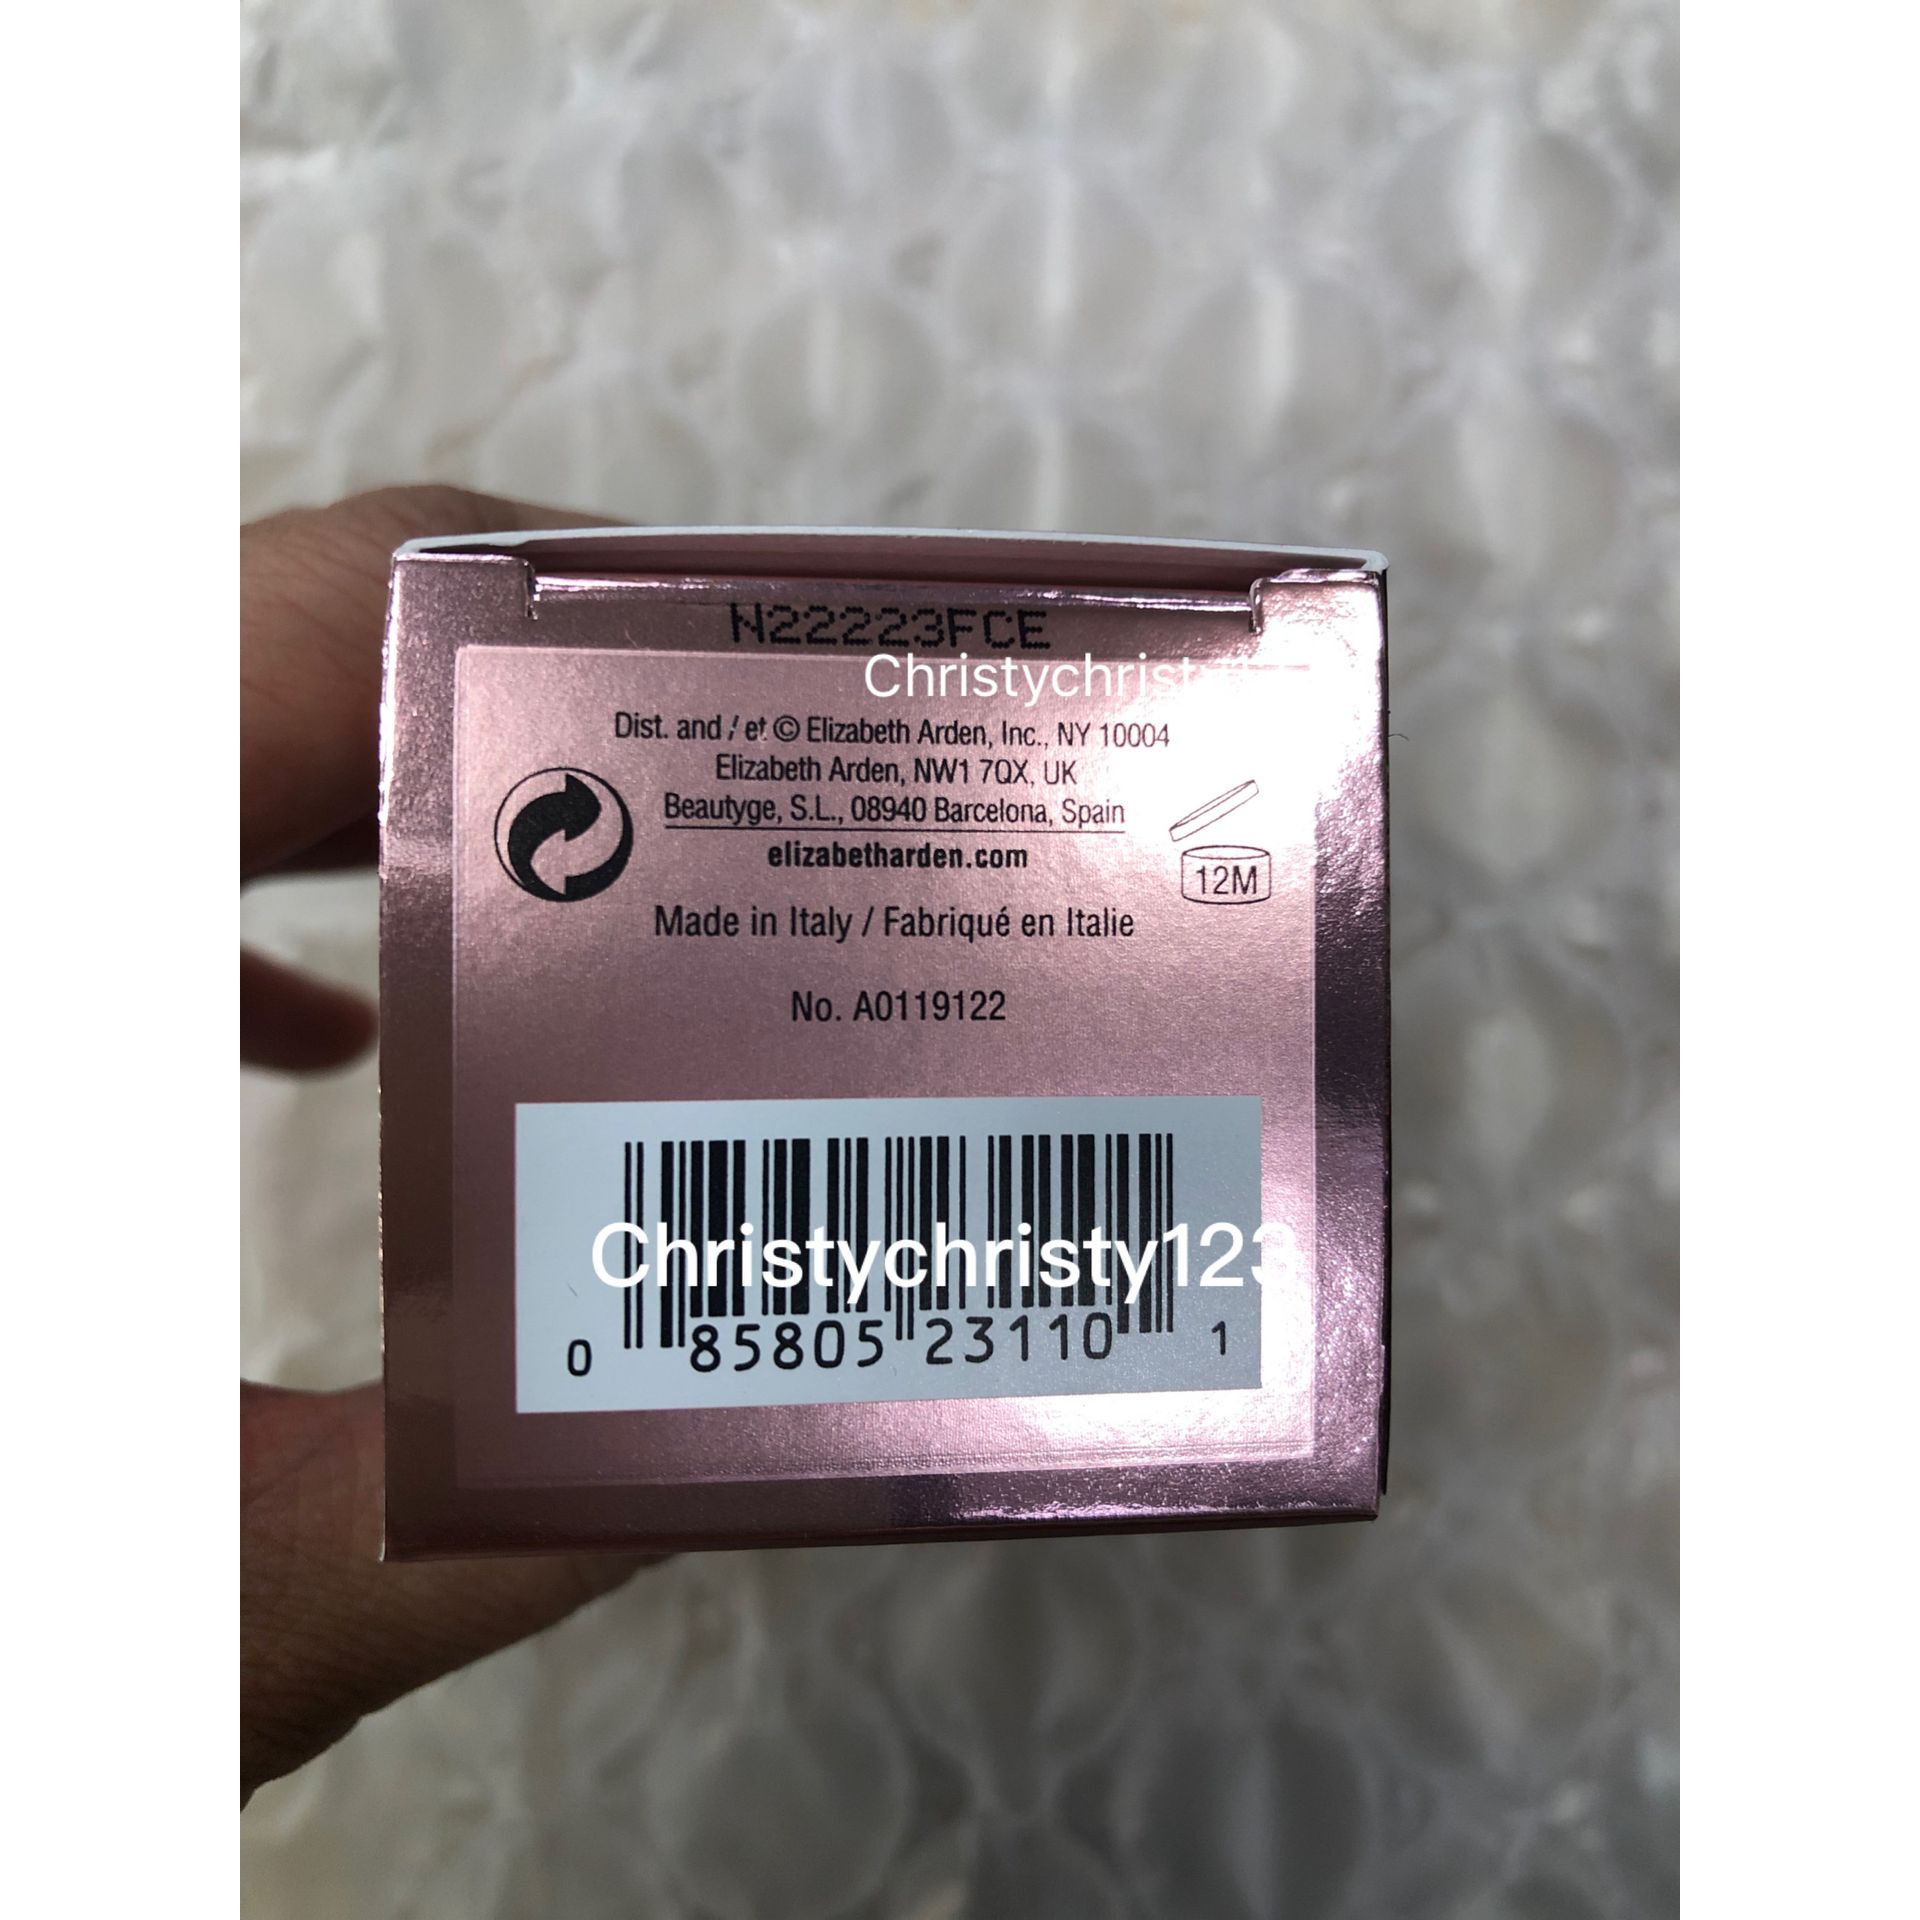 N22223FCE
Christychristy123
Dist. and / et © Elizabeth Arden, Inc., NY 10004
Elizabeth Arden, NW1 7QX, UK
Beautyge, S.L., 08940 Barcelona, Spain
elizabetharden.com
12M
Made in Italy / Fabriqué en Italie
No. A0119122
Christychristy123
0 85805 23110 1